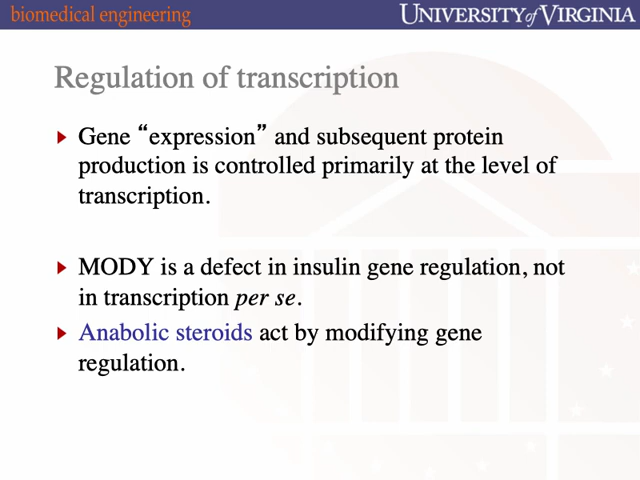 biomedical engineering
UNIVERSITY of VIRGINIA
Regulation of transcription
Gene “expression” and subsequent protein
production is controlled primarily at the level of
transcription.
MODY is a defect in insulin gene regulation, not
in transcription per se.
Anabolic steroids act by modifying gene
regulation.